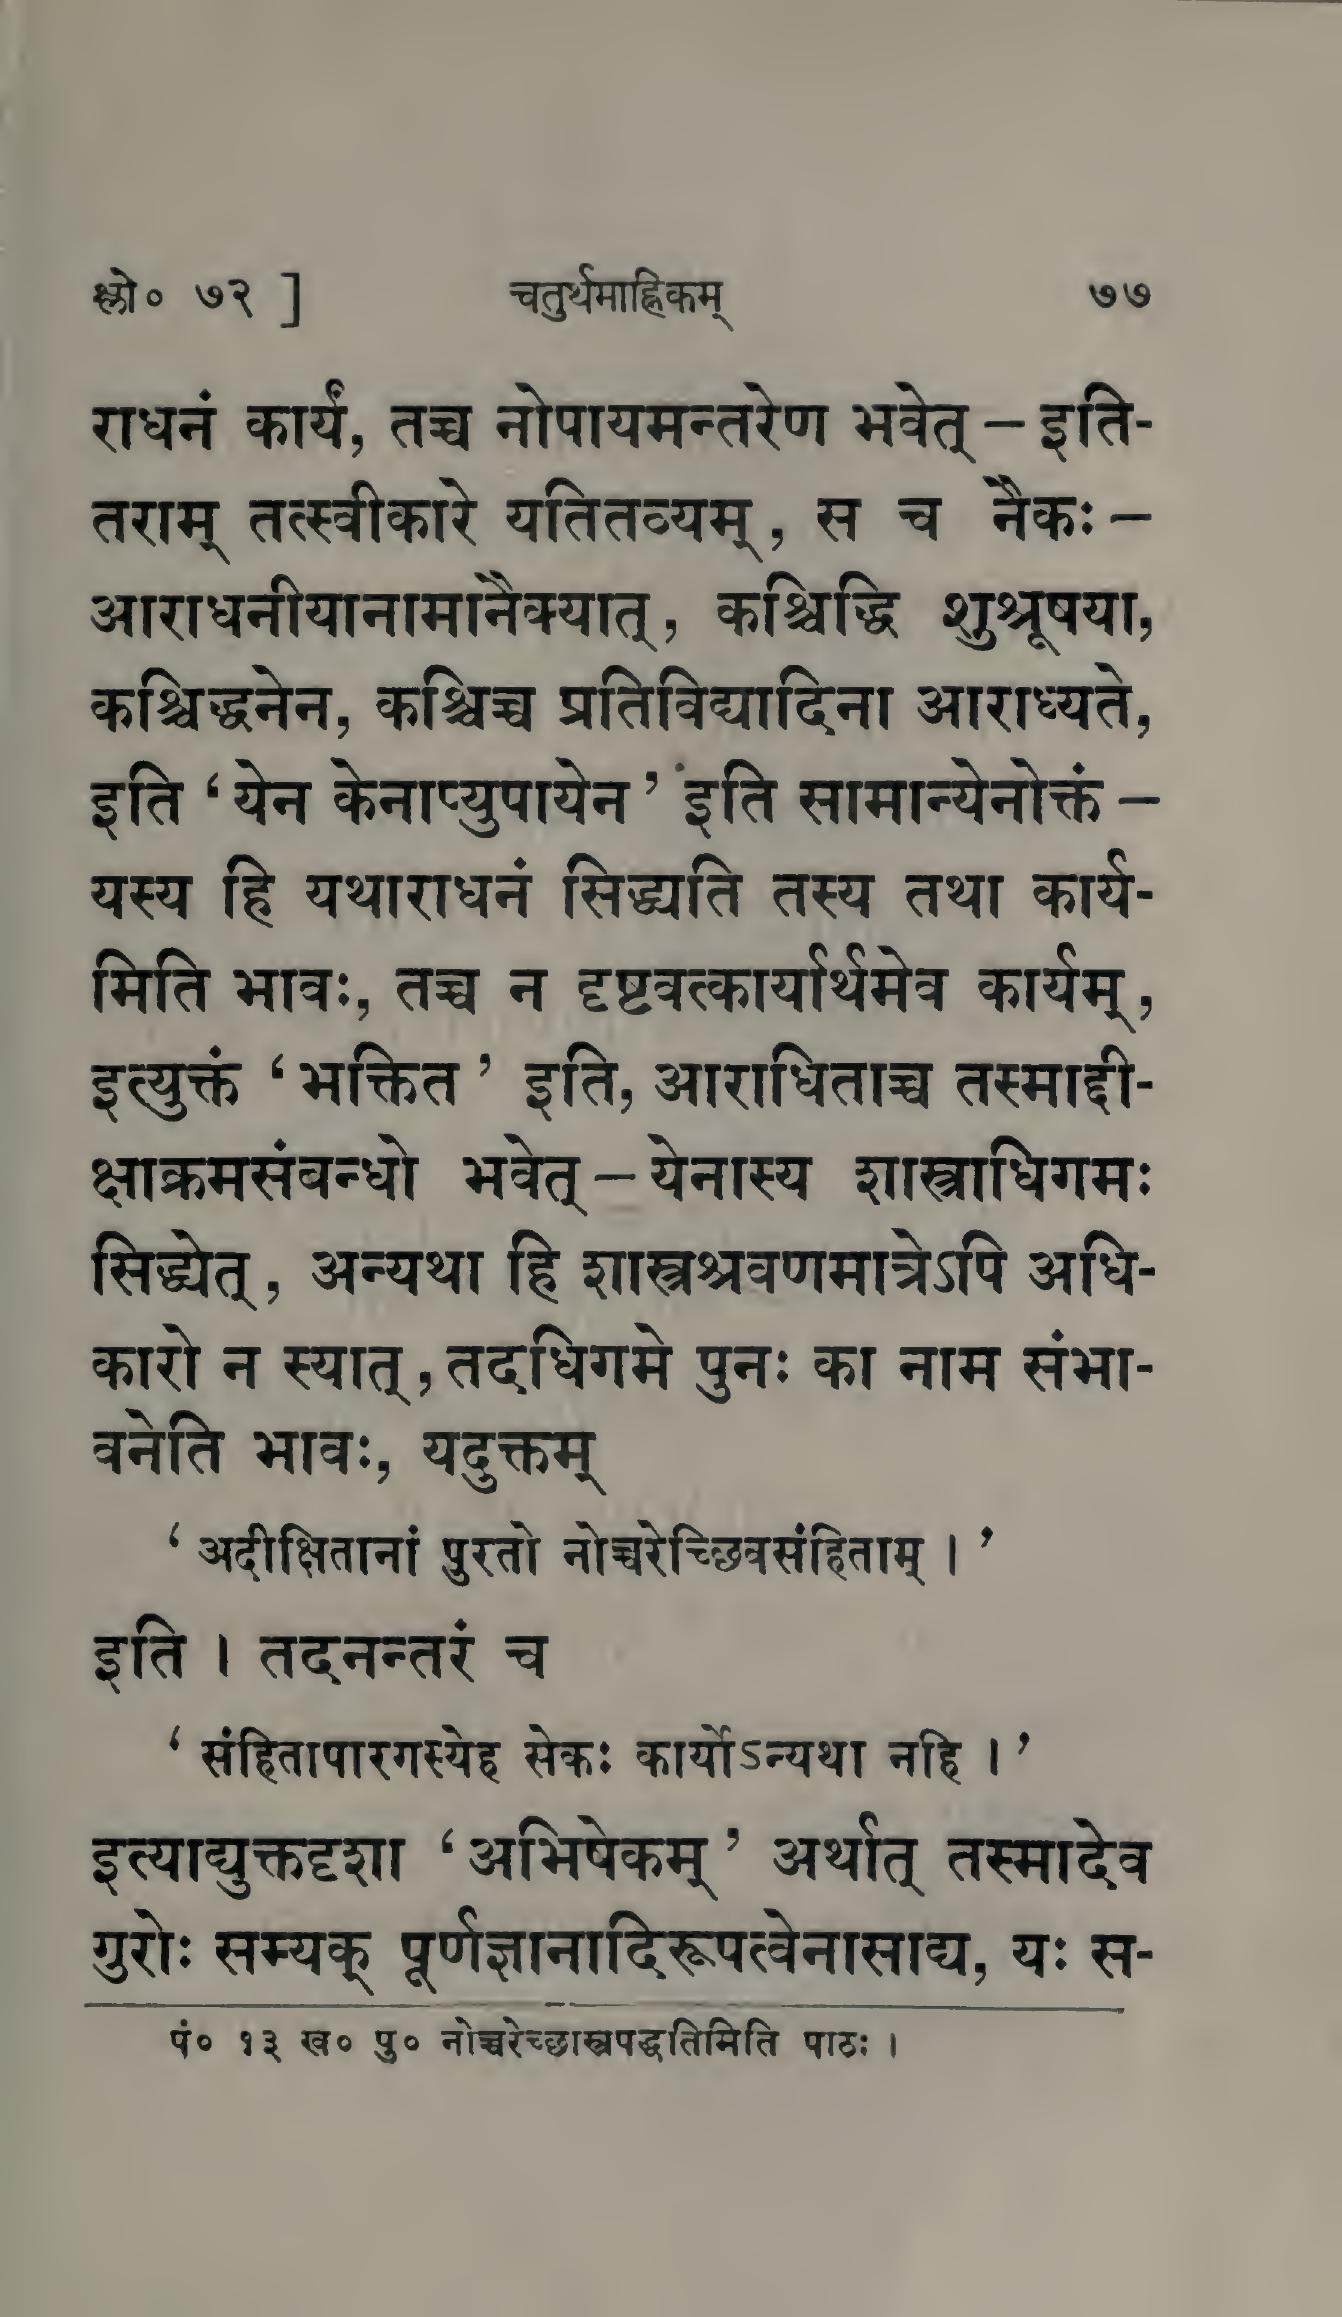 श्लो० ७२ ] चतुर्थमाह्निकम् ७७
राधनं कार्यं, तच्च नोपायमन्तरेण भवेत् – इति-
तराम् तत्स्वीकारे यतितव्यम्, स च नैकः –
आराधनीयानामानैक्यात्, कश्चिद्धि शुश्रूषया,
कश्चिद्धनेन, कश्चिच्च प्रतिविद्यादिना आराध्यते,
इति ‘येन केनाप्युपायेन’ इति सामान्येनोक्तं –
यस्य हि यथाराधनं सिद्ध्यति तस्य तथा कार्य-
मिति भावः, तच्च न दृष्टवत्कार्यार्थमेव कार्यम्,
इत्युक्तं ‘भक्तित’ इति, आराधिताच्च तस्माद्दी-
क्षाक्रमसंबन्धो भवेत् – येनास्य शास्त्राधिगमः
सिद्ध्येत्, अन्यथा हि शास्त्रश्रवणमात्रेऽपि अधि-
कारो न स्यात्, तदधिगमे पुनः का नाम संभा-
वनेति भावः, यदुक्तम्
‘अदीक्षितानां पुरतो नोच्चरेच्छिवसंहिताम् ।’
इति । तदनन्तरं च
‘संहितापारगस्येह सेकः कार्योऽन्यथा नहि ।’
इत्याद्युक्तदृशा ‘अभिषेकम्’ अर्थात् तस्मादेव
गुरोः सम्यक् पूर्णज्ञानादिरूपत्वेनासाद्य, यः स-
पं० १३ ख० पु० नोच्चरेच्छास्त्रपद्धतिमिति पाठः ।